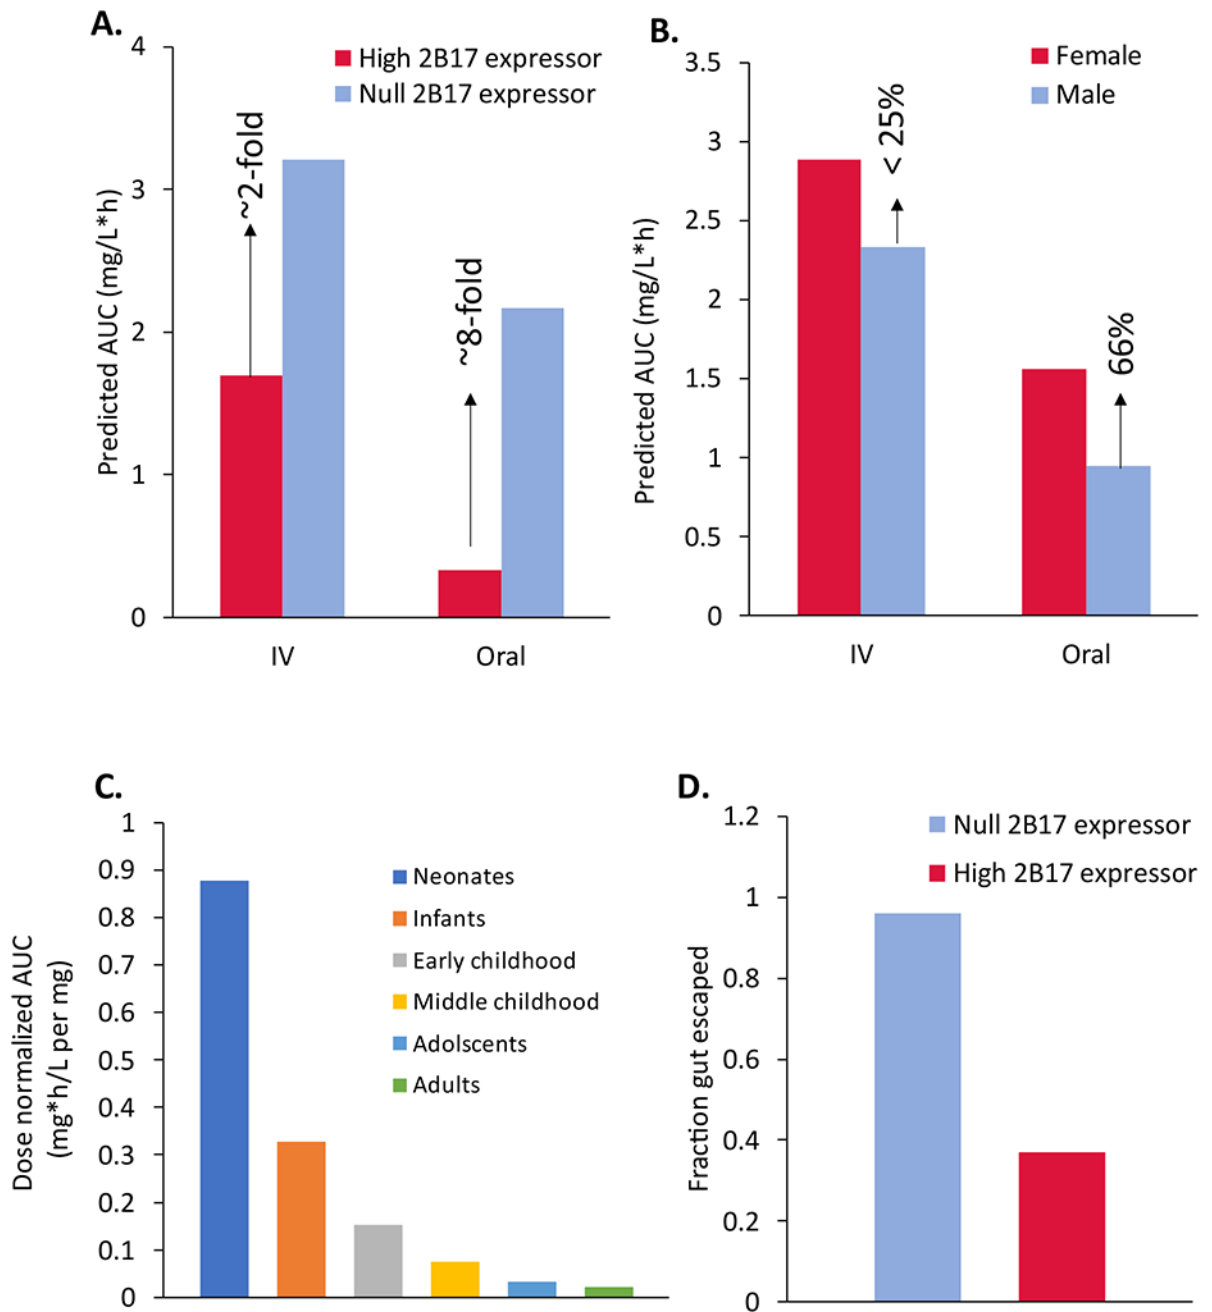 A.
High 2B17 expressor
Null 2B17 expressor
Predicted AUC (mg/L*h)
4
3
2
1
0
~2-fold
~8-fold
IV
Oral
B.
Female
Male
Predicted AUC (mg/L*h)
3.5
3
2.5
2
1.5
1
0.5
0
< 25%
66%
IV
Oral
C.
Dose normalized AUC
(mg*h/L per mg)
1
0.9
0.8
0.7
0.6
0.5
0.4
0.3
0.2
0.1
0
Neonates
Infants
Early childhood
Middle childhood
Adolscents
Adults
D.
Null 2B17 expressor
High 2B17 expressor
Fraction gut escaped
1.2
1
0.8
0.6
0.4
0.2
0